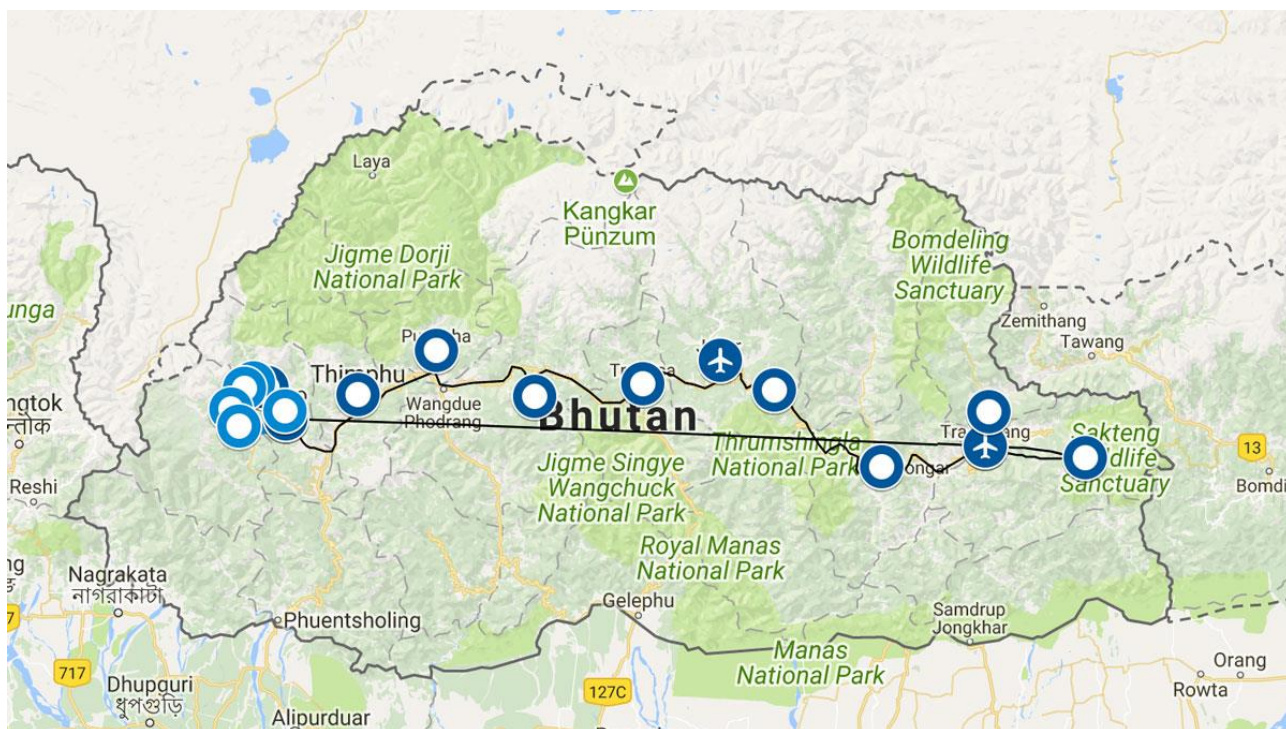 Laya
Kangkar
Pünzum
unga
Jigme Dorji
National Park
Bomdeling
Wildlife
Sanctuary
Zemithang
Tawang
Thimphu
Wangdue
Phodrang
Bhutan
ngtok
न्तोक
Thrumshingla
National Park
Sakteng
Wildlife
Sanctuary
13
Bomdi
Reshi
Jigme Singye
Wangchuck
National Park
Royal Manas
National Park
Nagrakata
নাগরাকাটা
Phuentsholing
Gelephu
Samdrup
Jongkhar
Manas
National Park
717
127C
Orang
Rowta
Dhupguri
ধুপগুড়ি
Alipurduar